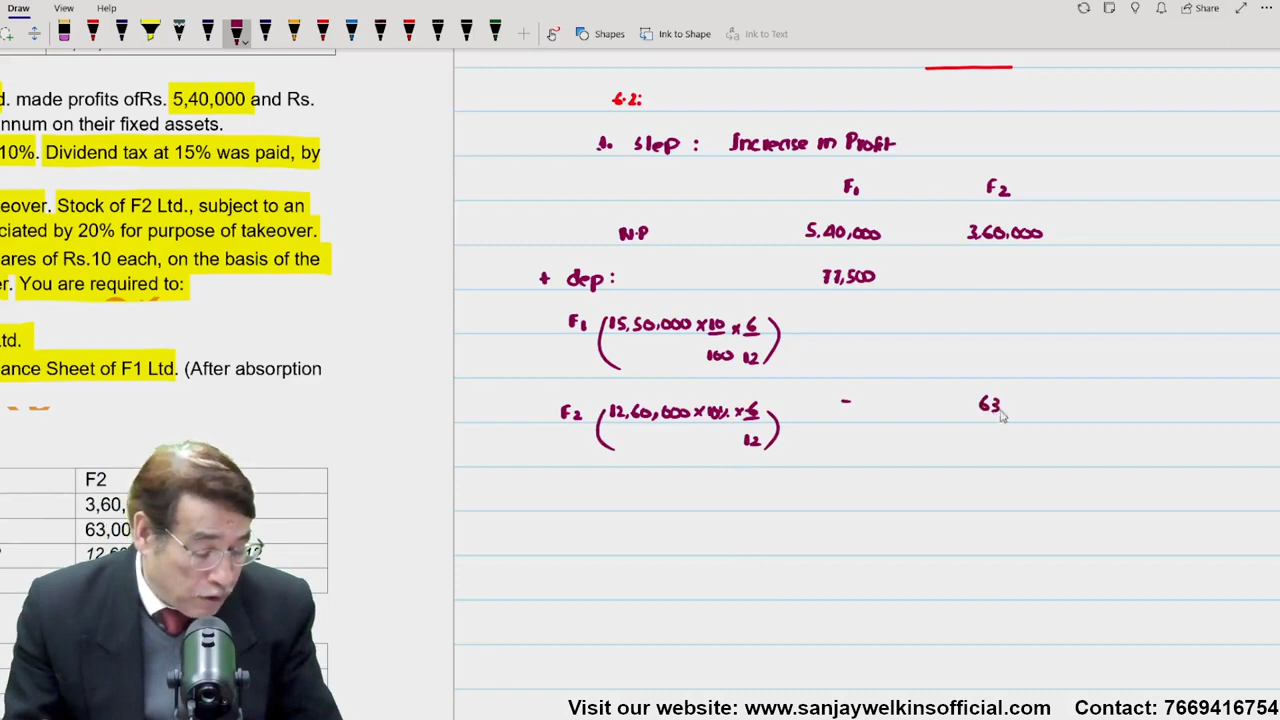 Draw View Help
Share
Shapes Ink to Shape Ink to Text
d. made profits ofRs. 5,40,000 and Rs.
nnum on their fixed assets.
10%. Dividend tax at 15% was paid, by
eover. Stock of F2 Ltd., subject to an
ciated by 20% for purpose of takeover.
ares of Rs.10 each, on the basis of the
er. You are required to:
Ltd.
ance Sheet of F1 Ltd. (After absorption
F2
3,60,
63,00
12
6.2:
1. Step : Increase in Profit
F1 F2
N.P 5,40,000 3,60,000
+ dep: 77,500
F1 (15,50,000 × 10/100 × 6/12)
F2 (12,60,000 × 10% × 6/12) - 63
Visit our website: www.sanjaywelkinsofficial.com Contact: 7669416754